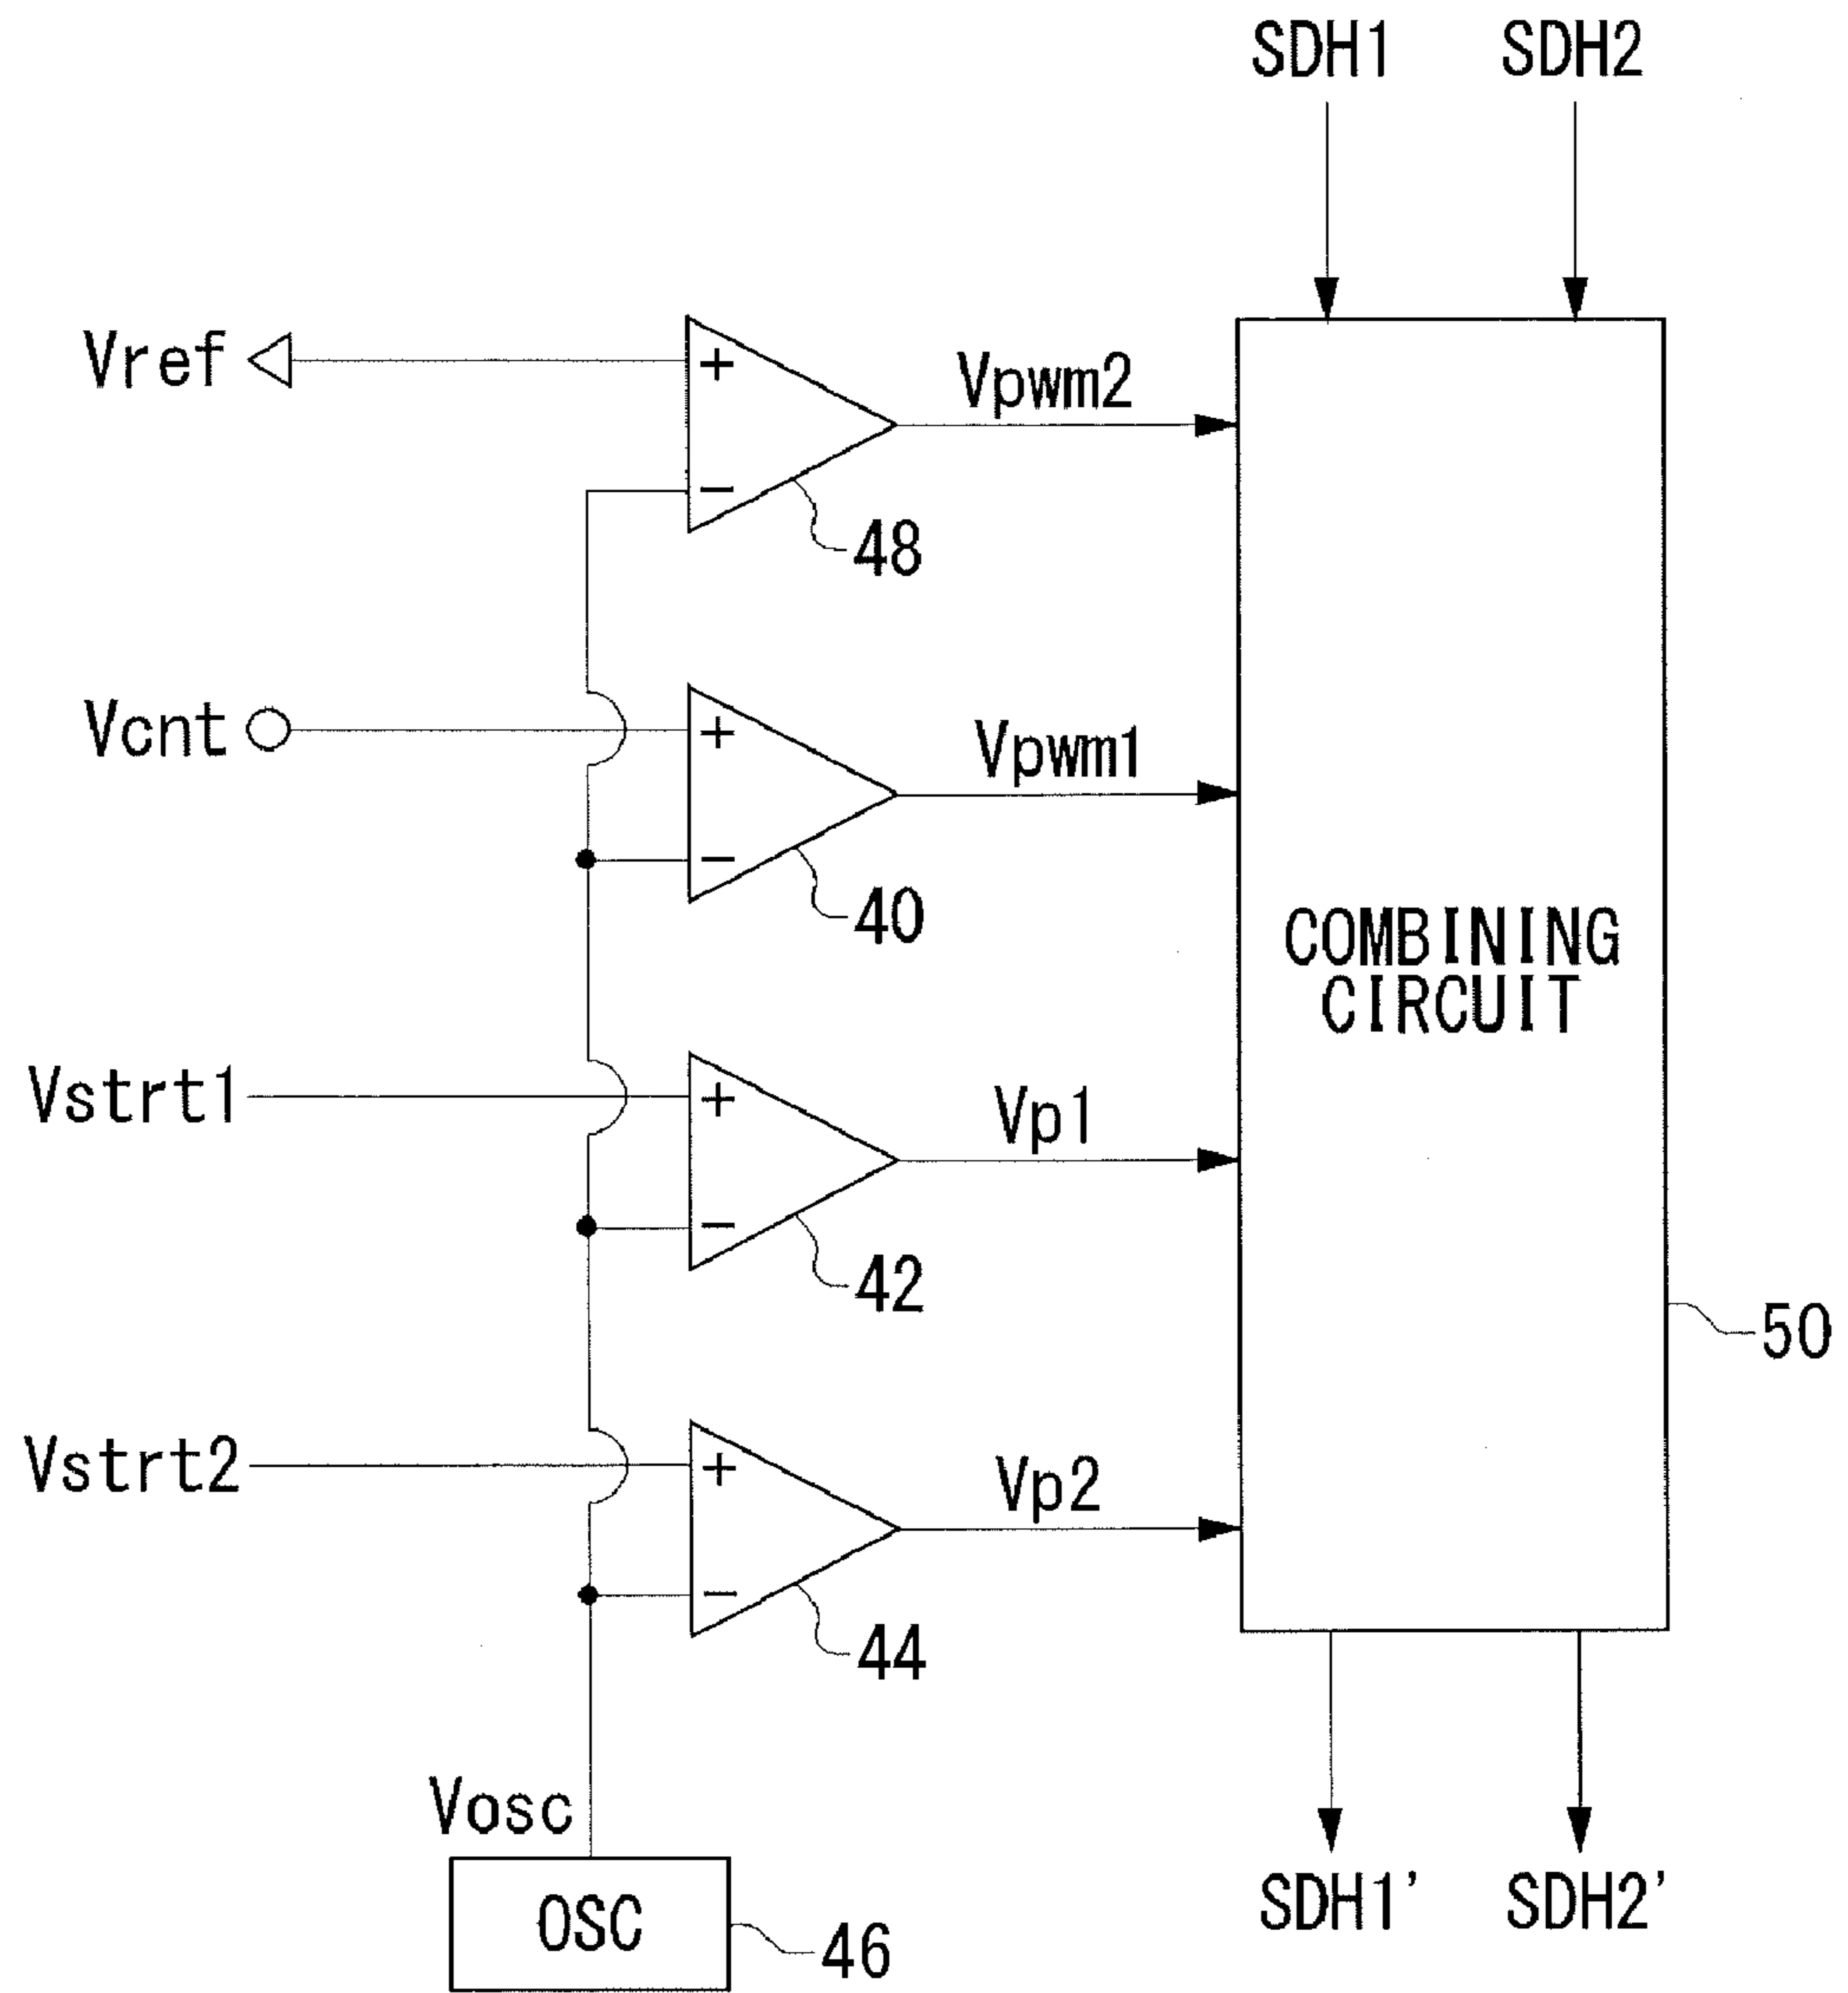 SDH1 SDH2
Vref + Vpwm2
− 48
Vcnt + Vpwm1
− 40
COMBINING
CIRCUIT
Vstrt1 + Vp1
− 42
50
Vstrt2 + Vp2
− 44
Vosc
SDH1' SDH2'
OSC 46